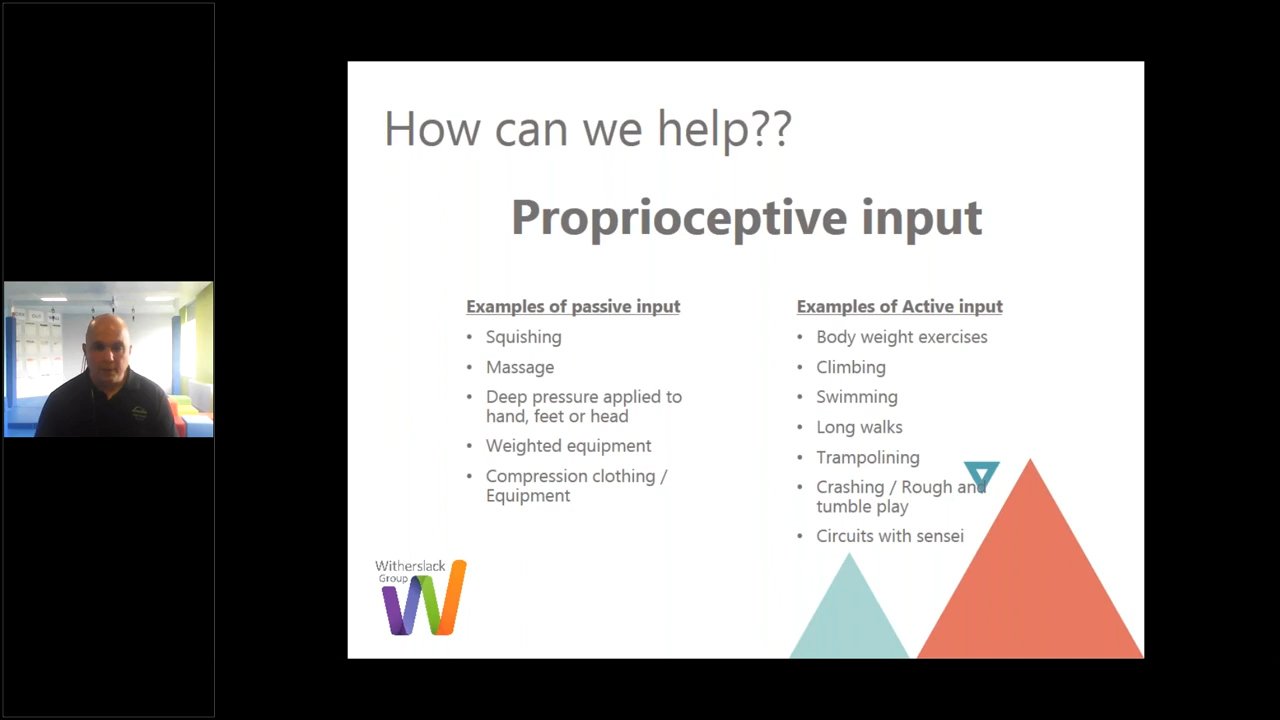 How can we help??
Proprioceptive input
Examples of passive input
• Squishing
• Massage
• Deep pressure applied to
hand, feet or head
• Weighted equipment
• Compression clothing /
Equipment
Examples of Active input
• Body weight exercises
• Climbing
• Swimming
• Long walks
• Trampolining
• Crashing / Rough and
tumble play
• Circuits with sensei
Witherslack
Group